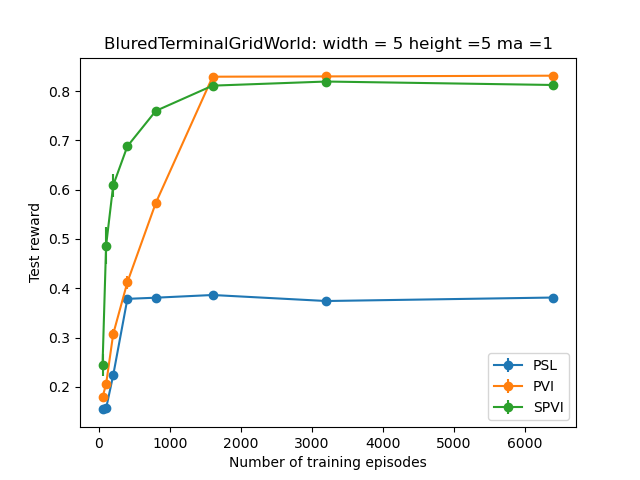 BluredTerminalGridWorld: width = 5 height =5 ma =1
Test reward
0.8
0.7
0.6
0.5
0.4
0.3
0.2
0 1000 2000 3000 4000 5000 6000
Number of training episodes
PSL
PVI
SPVI